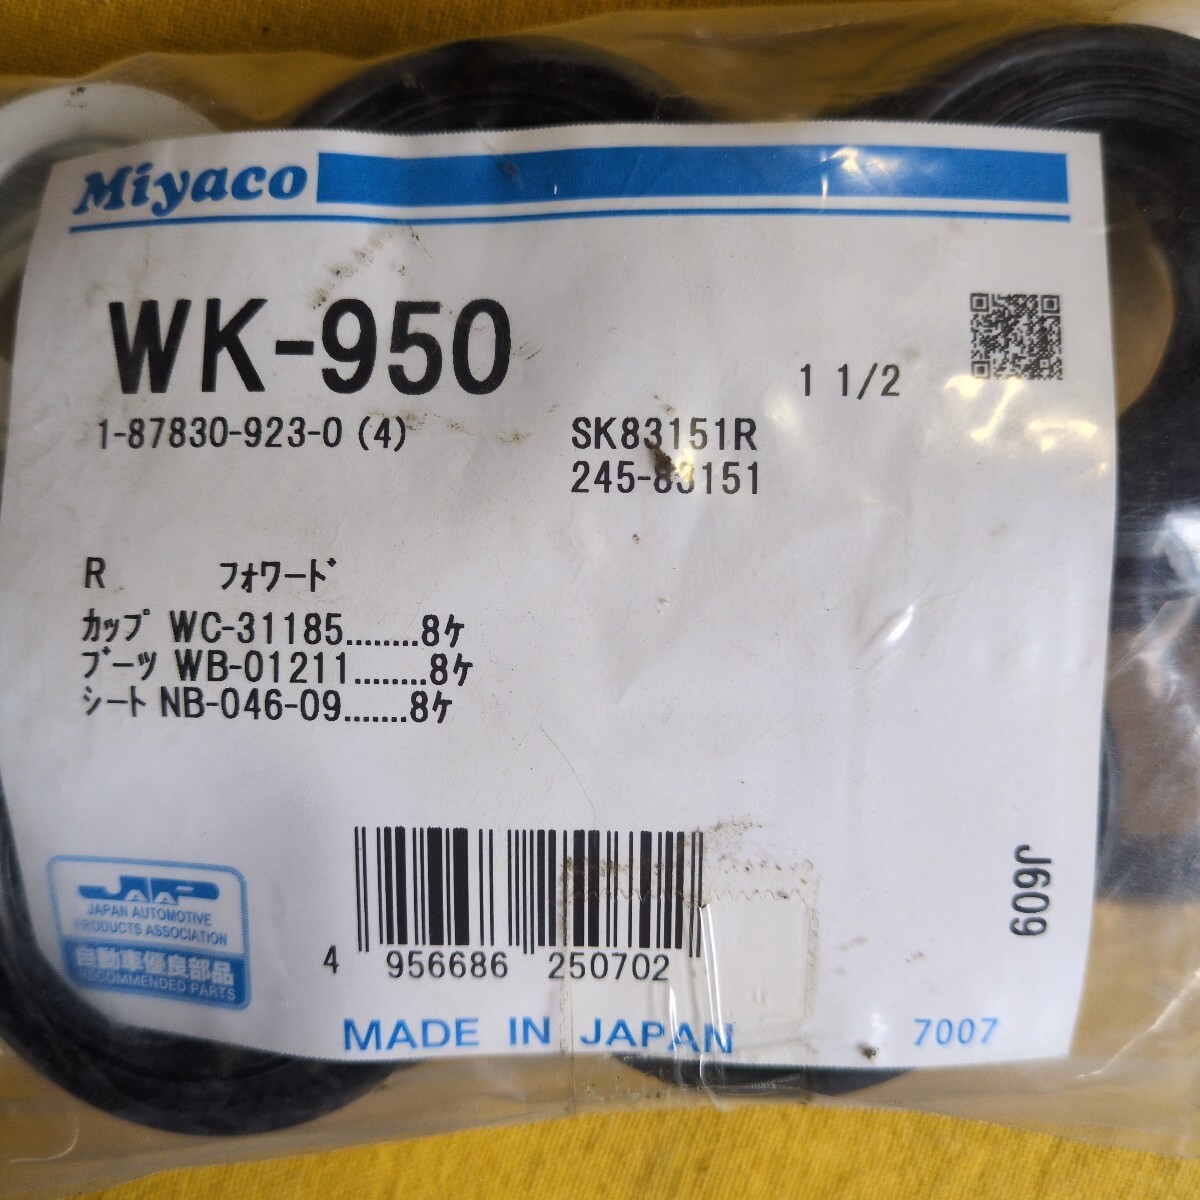 Miyaco
WK-950
1 1/2
1-87830-923-0 (4)
SK83151R
245-83151
R フォワード
カップ WC-31185........8ケ
ブーツ WB-01211........8ケ
シート NB-046-09.......8ケ
J609
JAAPA
JAPAN AUTOMOTIVE
PRODUCTS ASSOCIATION
自動車優良部品
RECOMMENDED PARTS
4 956686 250702
MADE IN JAPAN
7007